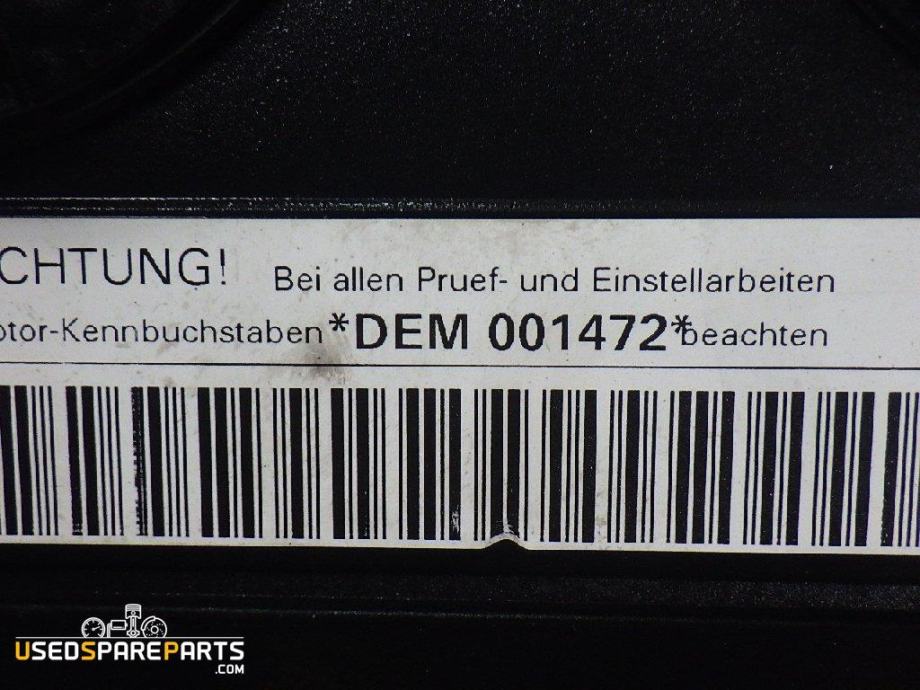 CHTUNG! Bei allen Pruef- und Einstellarbeiten
otor-Kennbuchstaben *DEM 001472* beachten
USEDSPAREPARTS
.COM